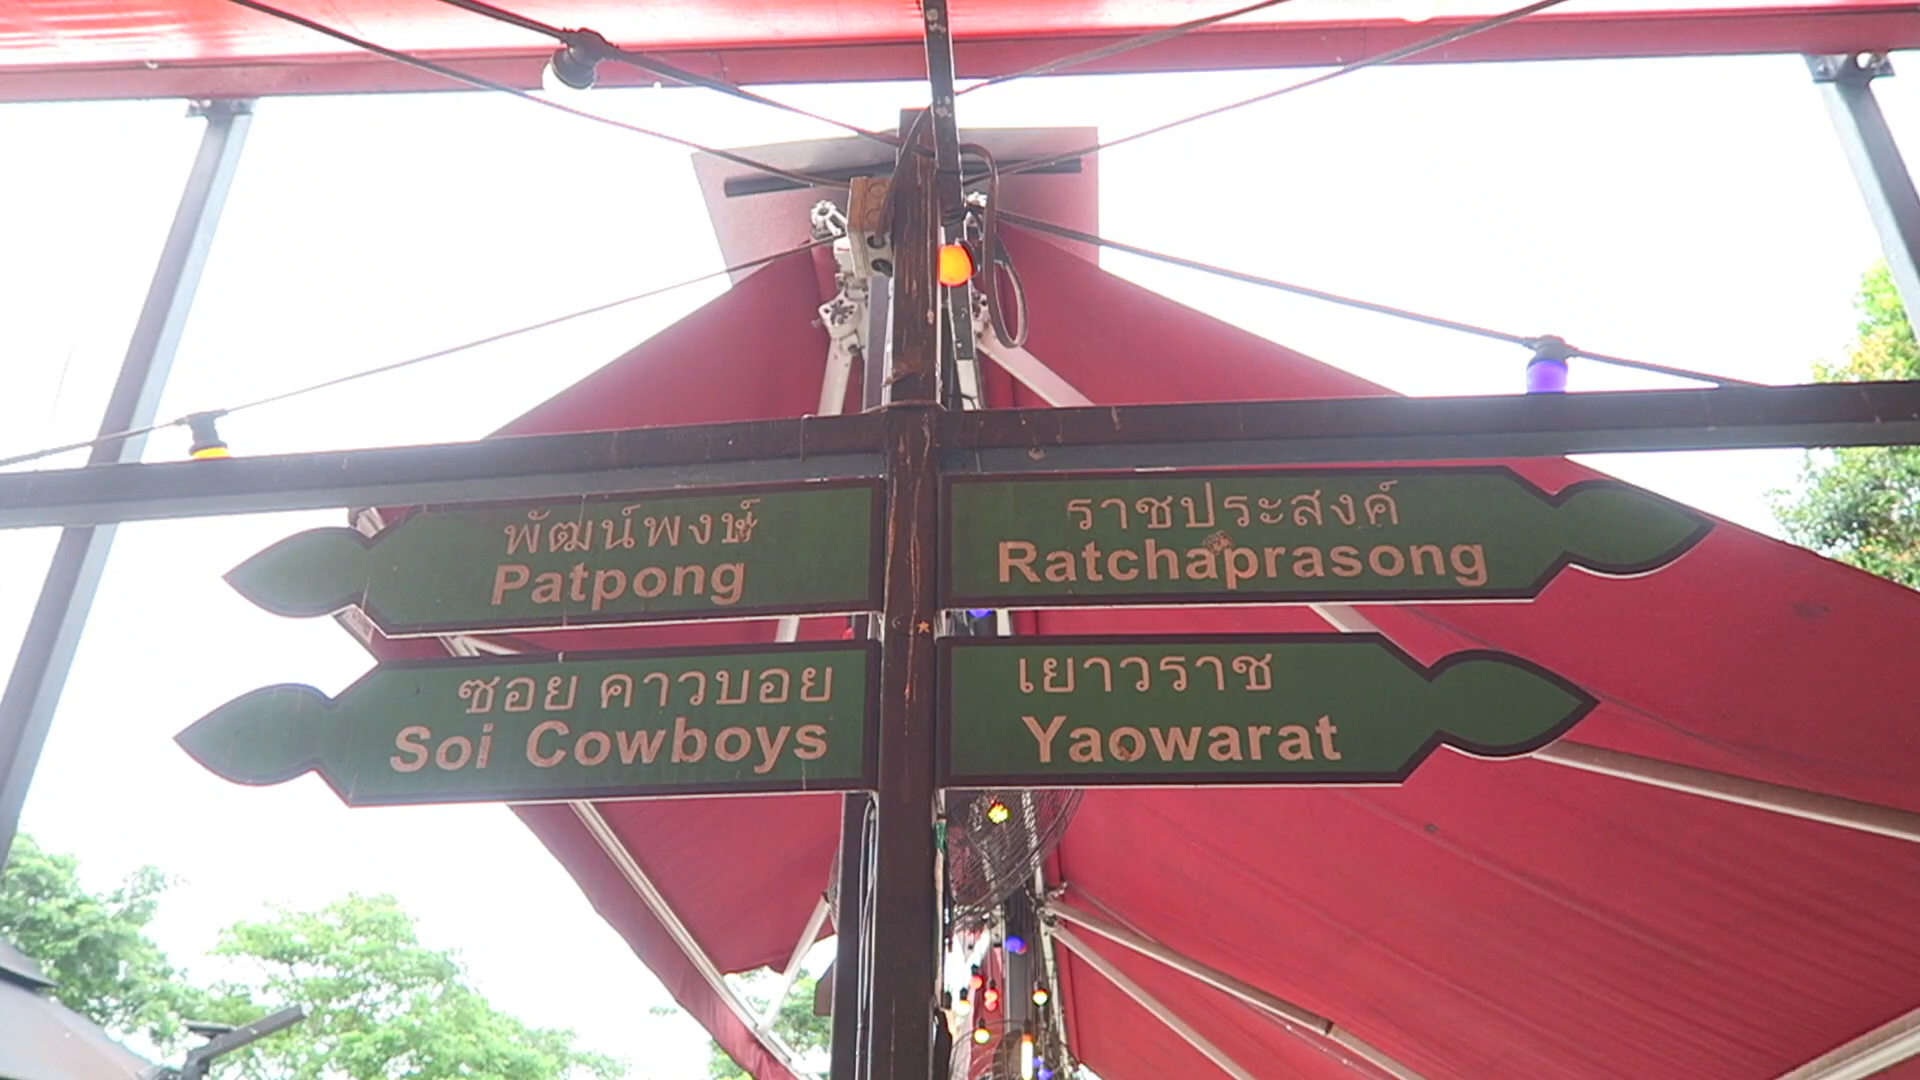 พัฒน์พงษ์
Patpong
ราชประสงค์
Ratchaprasong
ซอย คาวบอย
Soi Cowboys
เยาวราช
Yaowarat